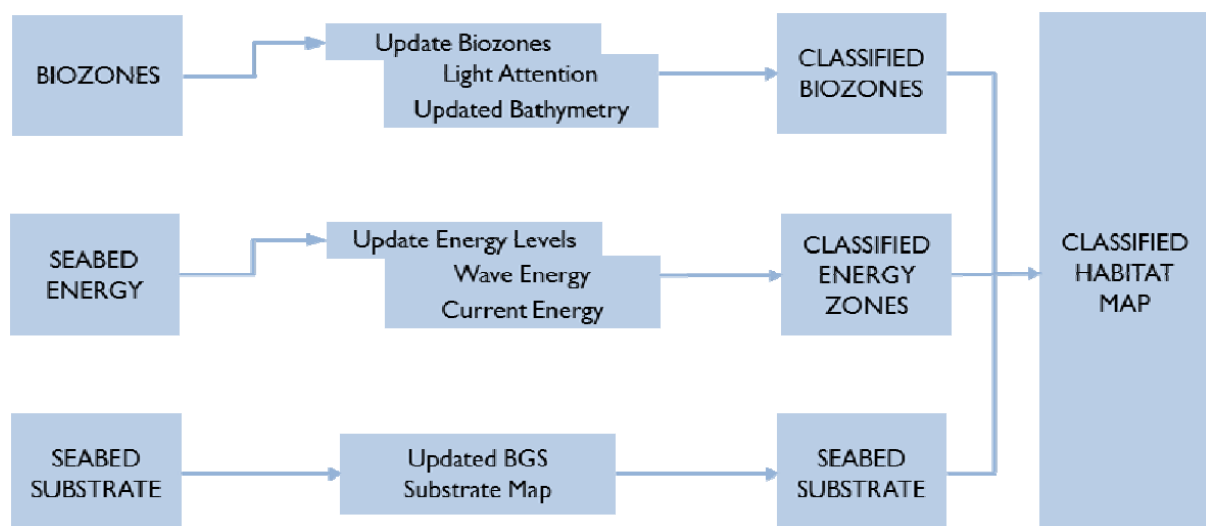 BIOZONES
Update Biozones
Light Attention
Updated Bathymetry
CLASSIFIED
BIOZONES
SEABED
ENERGY
Update Energy Levels
Wave Energy
Current Energy
CLASSIFIED
ENERGY
ZONES
SEABED
SUBSTRATE
Updated BGS
Substrate Map
SEABED
SUBSTRATE
CLASSIFIED
HABITAT
MAP